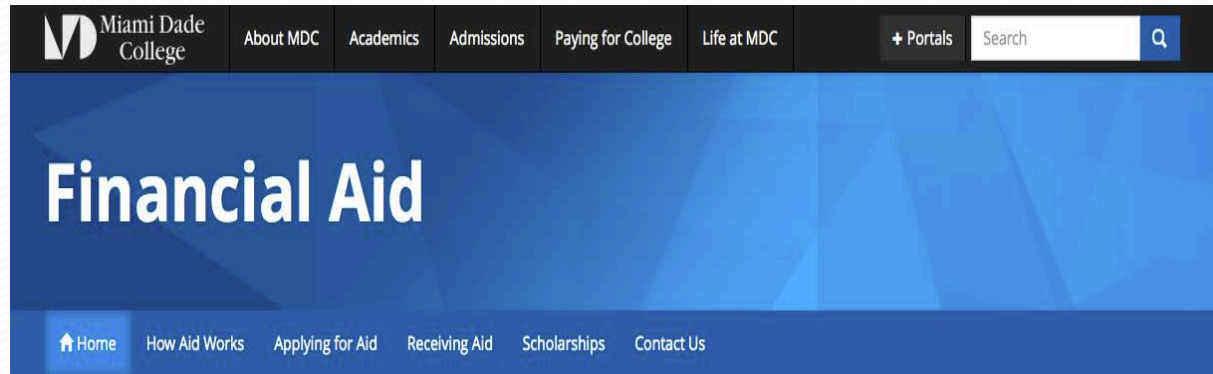 Miami Dade
College
About MDC Academics Admissions Paying for College Life at MDC + Portals Search
Financial Aid
Home How Aid Works Applying for Aid Receiving Aid Scholarships Contact Us